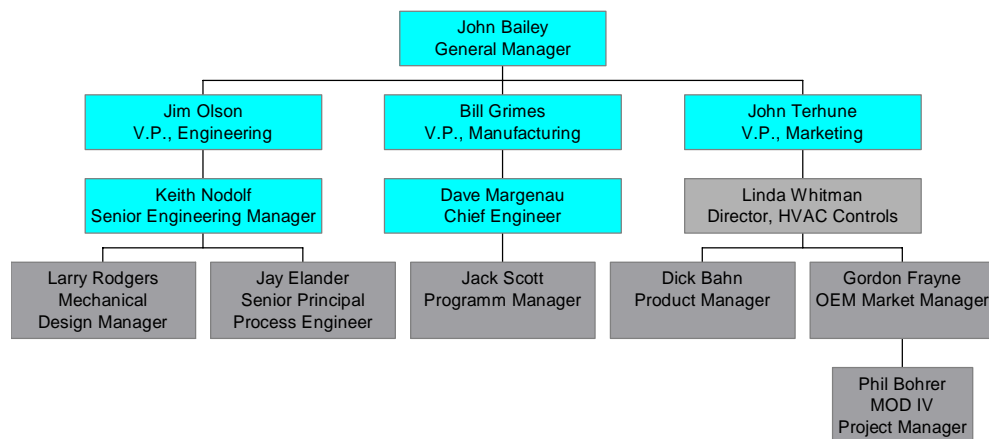 John Bailey
General Manager
Jim Olson
V.P., Engineering
Bill Grimes
V.P., Manufacturing
John Terhune
V.P., Marketing
Keith Nodolf
Senior Engineering Manager
Dave Margenau
Chief Engineer
Linda Whitman
Director, HVAC Controls
Larry Rodgers
Mechanical
Design Manager
Jay Elander
Senior Principal
Process Engineer
Jack Scott
Programm Manager
Dick Bahn
Product Manager
Gordon Frayne
OEM Market Manager
Phil Bohrer
MOD IV
Project Manager